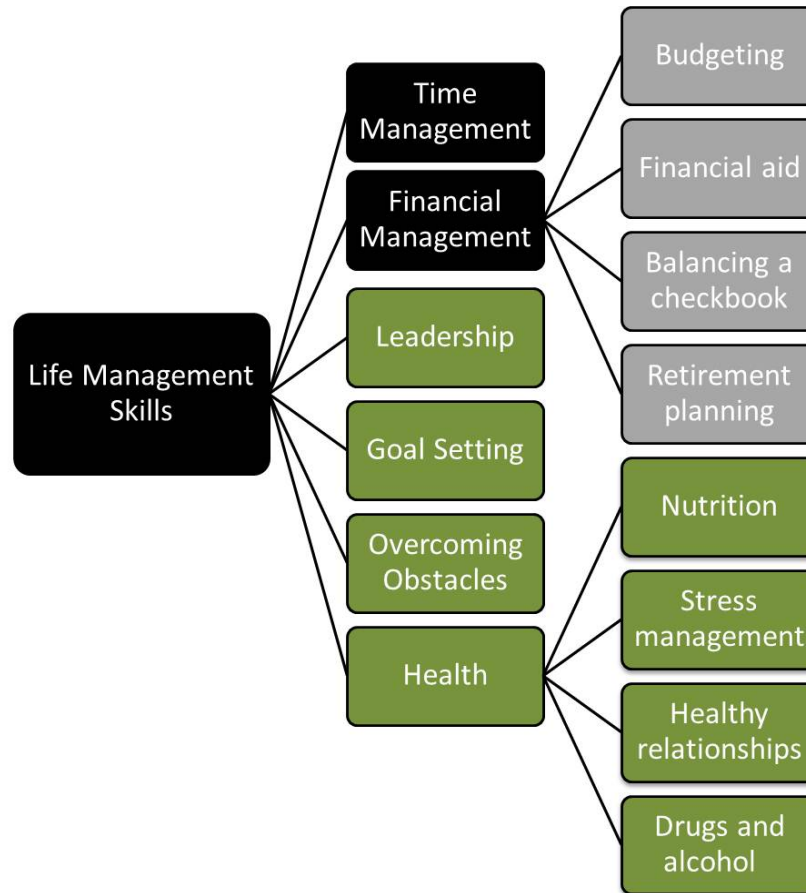 Life Management
Skills
Time
Management
Financial
Management
Leadership
Goal Setting
Overcoming
Obstacles
Health
Budgeting
Financial aid
Balancing a
checkbook
Retirement
planning
Nutrition
Stress
management
Healthy
relationships
Drugs and
alcohol